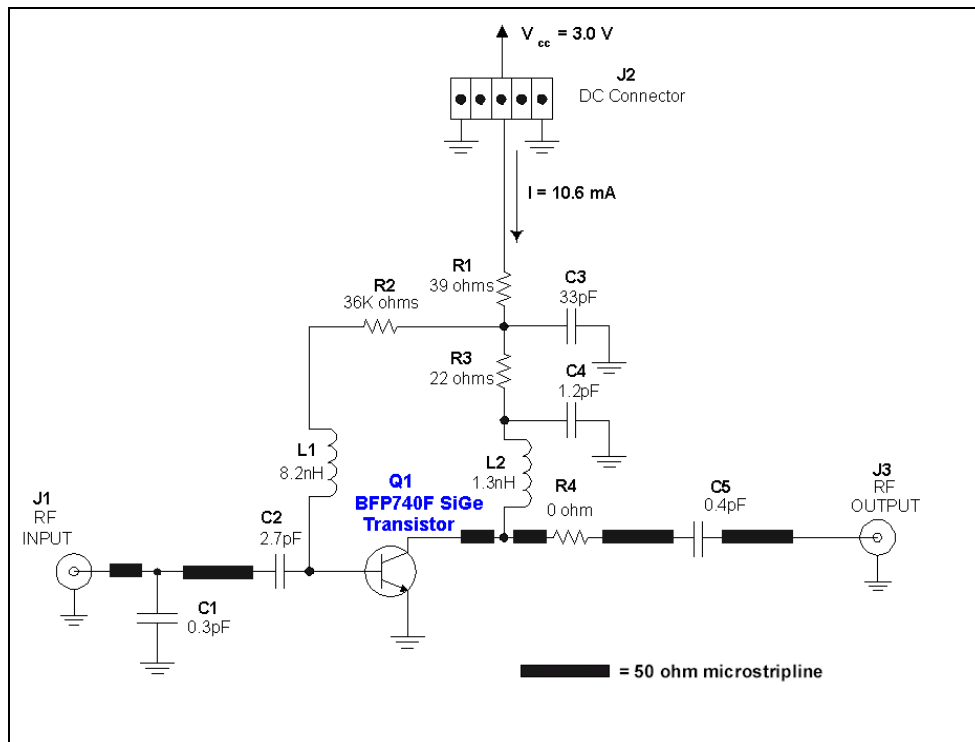 V cc = 3.0 V
J2
DC Connector
I = 10.6 mA
R1
39 ohms
C3
33pF
R2
36K ohms
R3
22 ohms
C4
1.2pF
L1
8.2nH
L2
1.3nH
Q1
BFP740F SiGe
Transistor
R4
0 ohm
C5
0.4pF
J3
RF
OUTPUT
J1
RF
INPUT
C2
2.7pF
C1
0.3pF
= 50 ohm microstripline